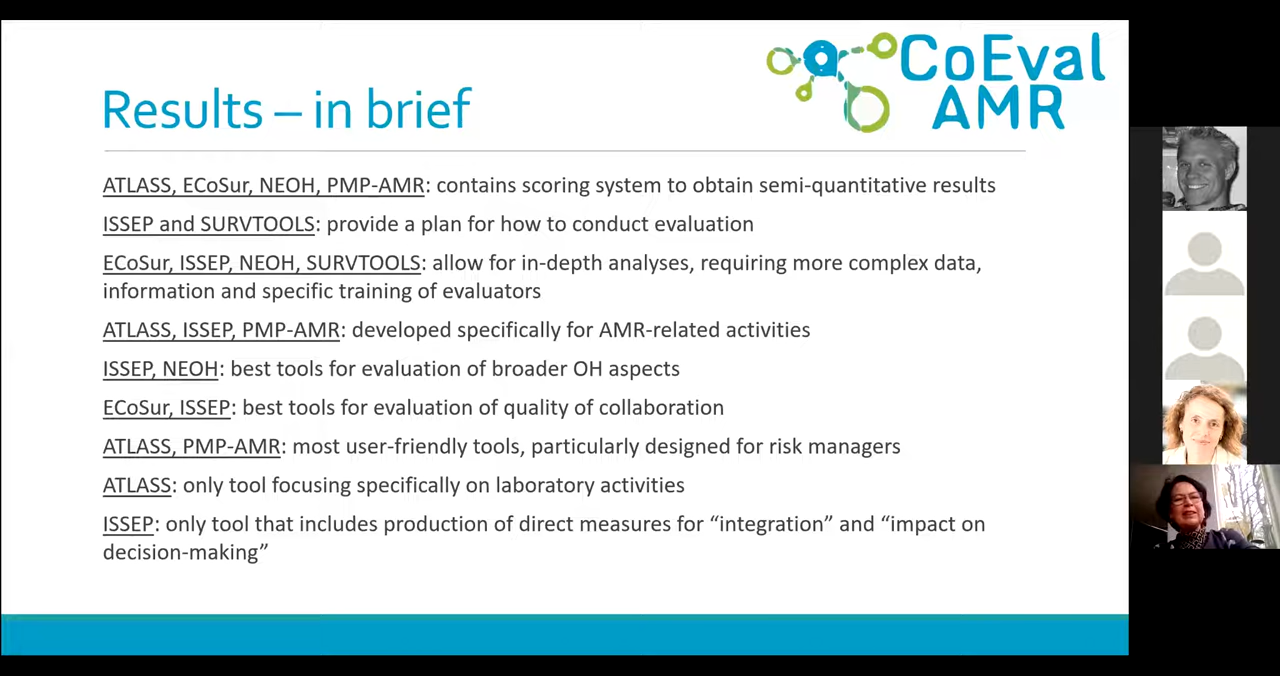 CoEval
AMR
Results – in brief
ATLASS, ECoSur, NEOH, PMP-AMR: contains scoring system to obtain semi-quantitative results
ISSEP and SURVTOOLS: provide a plan for how to conduct evaluation
ECoSur, ISSEP, NEOH, SURVTOOLS: allow for in-depth analyses, requiring more complex data,
information and specific training of evaluators
ATLASS, ISSEP, PMP-AMR: developed specifically for AMR-related activities
ISSEP, NEOH: best tools for evaluation of broader OH aspects
ECoSur, ISSEP: best tools for evaluation of quality of collaboration
ATLASS, PMP-AMR: most user-friendly tools, particularly designed for risk managers
ATLASS: only tool focusing specifically on laboratory activities
ISSEP: only tool that includes production of direct measures for “integration” and “impact on
decision-making”